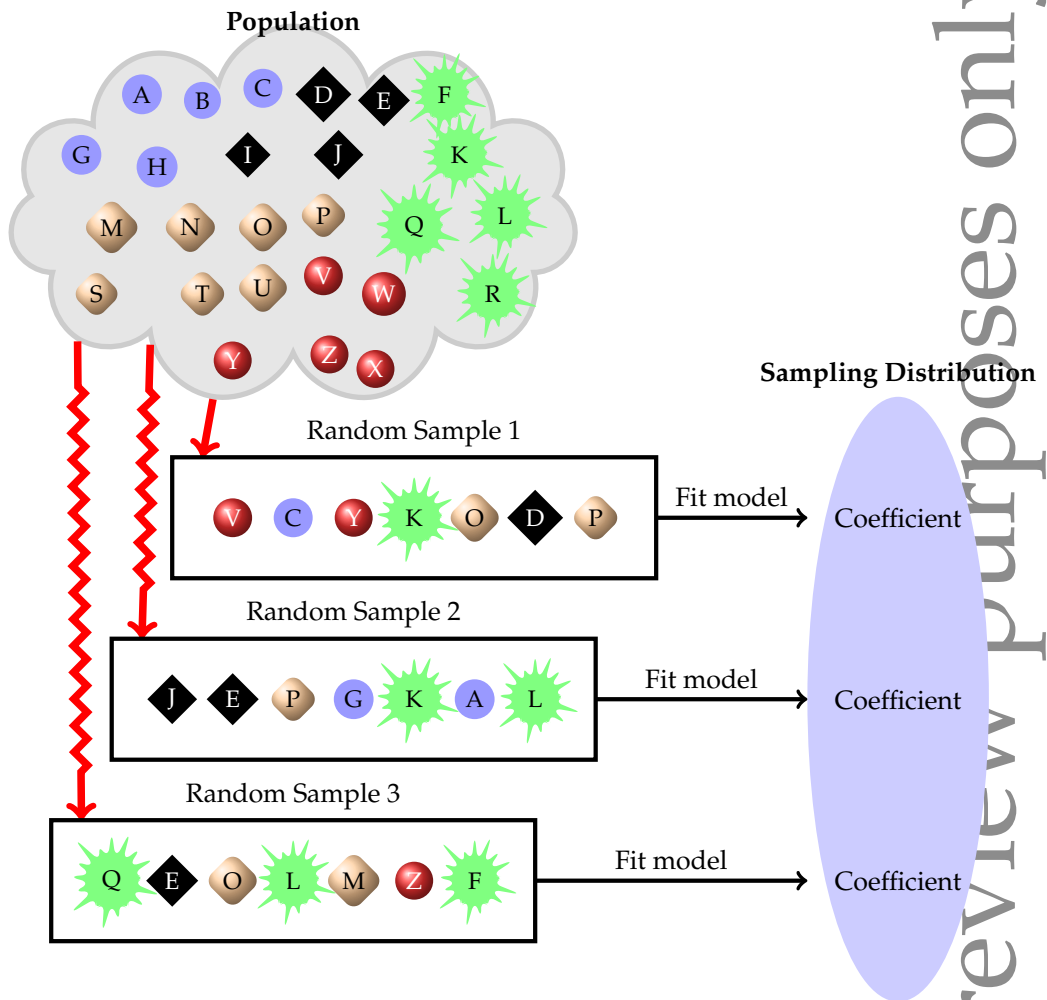 Population
A B C D E F
G H I J K
M N O P Q L
S T U V W R
Y Z X
Sampling Distribution
Random Sample 1
V C Y K O D P
Fit model
Coefficient
Random Sample 2
J E P G K A L
Fit model
Coefficient
Random Sample 3
Q E O L M Z F
Fit model
Coefficient
review purposes only